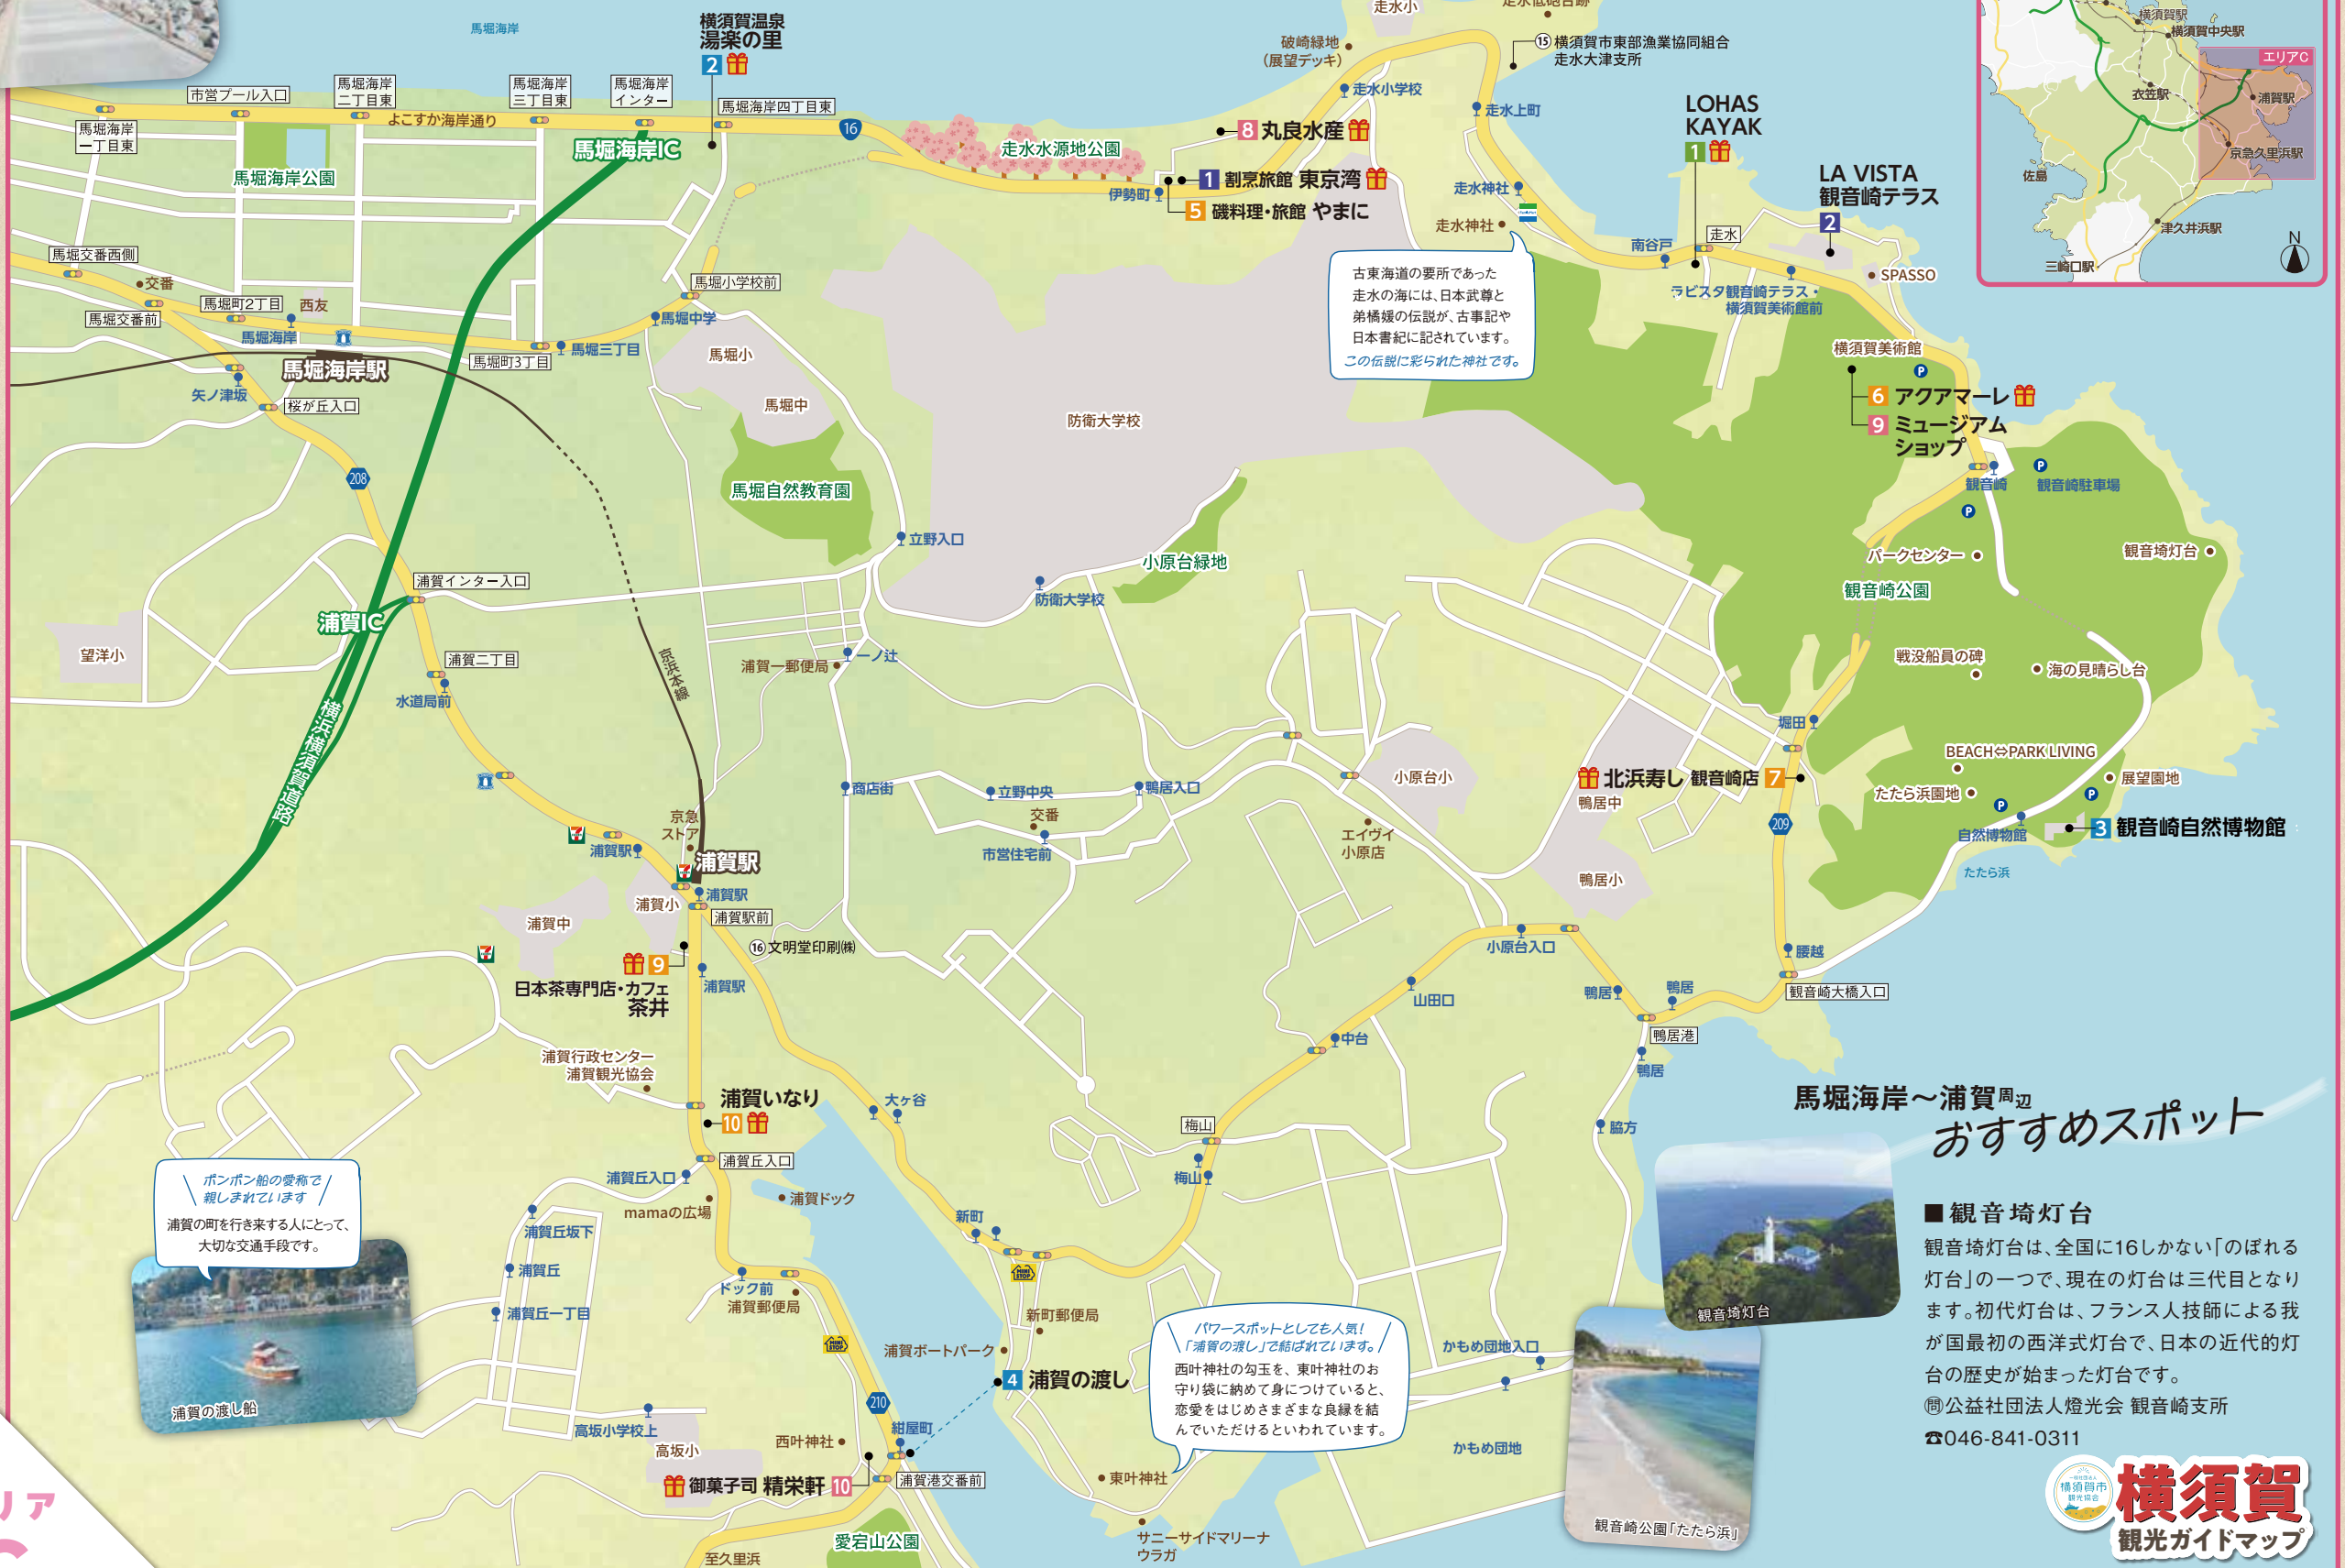 馬堀海岸
横須賀温泉
湯楽の里
2
市営プール入口
馬堀海岸
二丁目東
馬堀海岸
三丁目東
馬堀海岸
インター
馬堀海岸四丁目東
馬堀海岸
一丁目東
よこすか海岸通り
16
馬堀海岸IC
馬堀海岸公園
走水水源地公園
伊勢町
8 丸良水産
1 割烹旅館 東京湾
5 磯料理・旅館 やまに
走水小
破崎緑地
(展望デッキ)
⑮横須賀市東部漁業協同組合
走水大津支所
走水小学校
走水上町
走水神社
走水神社
LOHAS
KAYAK
1
LA VISTA
観音崎テラス
2
走水
南谷戸
SPASSO
ラビスタ観音崎テラス・
横須賀美術館前
古東海道の要所であった
走水の海には、日本武尊と
弟橘媛の伝説が、古事記や
日本書紀に記されています。
この伝説に彩られた神社です。
横須賀駅
横須賀中央駅
エリアC
衣笠駅
浦賀駅
京急久里浜駅
佐島
津久井浜駅
三崎口駅
N
馬堀交番西側
交番
馬堀町2丁目
西友
馬堀交番前
馬堀海岸
馬堀海岸駅
馬堀町3丁目
馬堀三丁目
馬堀小学校前
馬堀中学
馬堀小
馬堀中
矢ノ津坂
桜が丘入口
208
馬堀自然教育園
防衛大学校
立野入口
防衛大学校
小原台緑地
横須賀美術館
P
6 アクアマーレ
9 ミュージアム
ショップ
観音崎
P
観音崎駐車場
P
パークセンター
観音埼灯台
観音崎公園
戦没船員の碑
海の見晴らし台
堀田
BEACH⇔PARK LIVING
たたら浜園地
展望園地
P
P
自然博物館
3 観音崎自然博物館
たたら浜
浦賀インター入口
浦賀IC
望洋小
浦賀二丁目
水道局前
横浜横須賀道路
京浜本線
浦賀一郵便局
一ノ辻
商店街
立野中央
交番
市営住宅前
鴨居入口
小原台小
エイヴィ
小原店
北浜寿し 観音崎店 7
鴨居中
鴨居小
209
京急
ストア
浦賀駅
浦賀駅
浦賀駅
浦賀駅前
浦賀小
浦賀中
⑯文明堂印刷㈱
9
日本茶専門店・カフェ
茶井
浦賀駅
小原台入口
山田口
中台
鴨居
鴨居
腰越
観音崎大橋入口
鴨居港
鴨居
脇方
浦賀行政センター
浦賀観光協会
浦賀いなり
10
大ヶ谷
梅山
梅山
浦賀丘入口
浦賀丘入口
浦賀ドック
mamaの広場
浦賀丘坂下
浦賀丘
浦賀丘一丁目
新町
ドック前
浦賀郵便局
新町郵便局
浦賀ボートパーク
4 浦賀の渡し
210
紺屋町
高坂小学校上
高坂小
西叶神社
御菓子司 精栄軒 10
浦賀港交番前
愛宕山公園
至久里浜
東叶神社
サニーサイドマリーナ
ウラガ
かもめ団地入口
かもめ団地
ポンポン船の愛称で
親しまれています
浦賀の町を行き来する人にとって、
大切な交通手段です。
浦賀の渡し船
パワースポットとしても人気!
「浦賀の渡し」で結ばれています。
西叶神社の勾玉を、東叶神社のお
守り袋に納めて身につけていると、
恋愛をはじめさまざまな良縁を結
んでいただけるといわれています。
馬堀海岸～浦賀周辺
おすすめスポット
観音埼灯台
観音崎公園「たたら浜」
■観音埼灯台
観音埼灯台は、全国に16しかない「のぼれる
灯台」の一つで、現在の灯台は三代目となり
ます。初代灯台は、フランス人技師による我
が国最初の西洋式灯台で、日本の近代的灯
台の歴史が始まった灯台です。
㉄公益社団法人燈光会 観音崎支所
☎046-841-0311
横須賀市
観光協会
横須賀
観光ガイドマップ